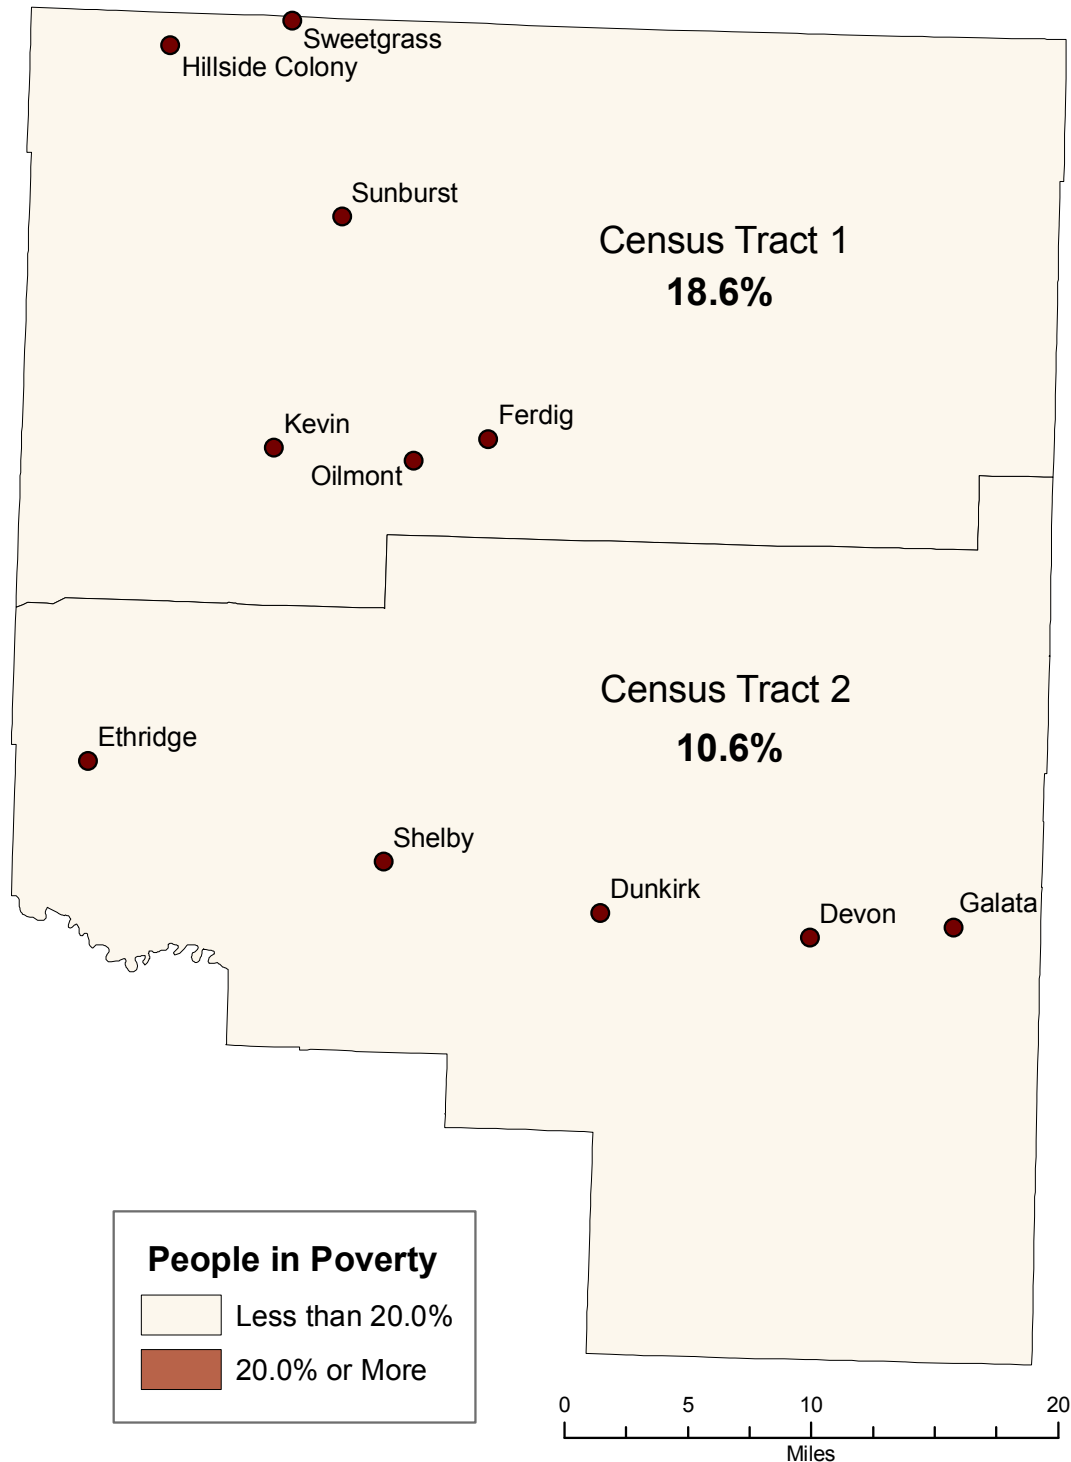 Sweetgrass
Hillside Colony
Sunburst
Census Tract 1
18.6%
Ferdig
Kevin
Oilmont
Census Tract 2
10.6%
Ethridge
Shelby
Dunkirk
Galata
Devon
People in Poverty
Less than 20.0%
20.0% or More
0 5 10 20
Miles